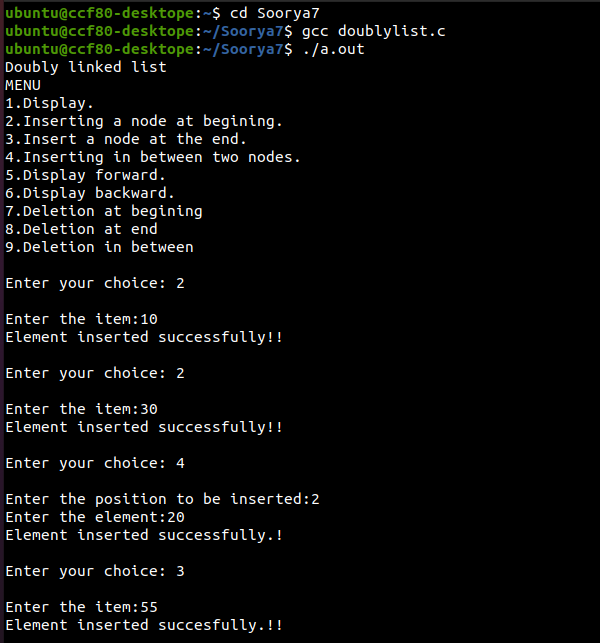 ubuntu@ccf80-desktope:~$ cd Soorya7
ubuntu@ccf80-desktope:~/Soorya7$ gcc doublylist.c
ubuntu@ccf80-desktope:~/Soorya7$ ./a.out
Doubly linked list
MENU
1.Display.
2.Inserting a node at begining.
3.Insert a node at the end.
4.Inserting in between two nodes.
5.Display forward.
6.Display backward.
7.Deletion at begining
8.Deletion at end
9.Deletion in between
Enter your choice: 2
Enter the item:10
Element inserted successfully!!
Enter your choice: 2
Enter the item:30
Element inserted successfully!!
Enter your choice: 4
Enter the position to be inserted:2
Enter the element:20
Element inserted successfully.!
Enter your choice: 3
Enter the item:55
Element inserted succesfully.!!